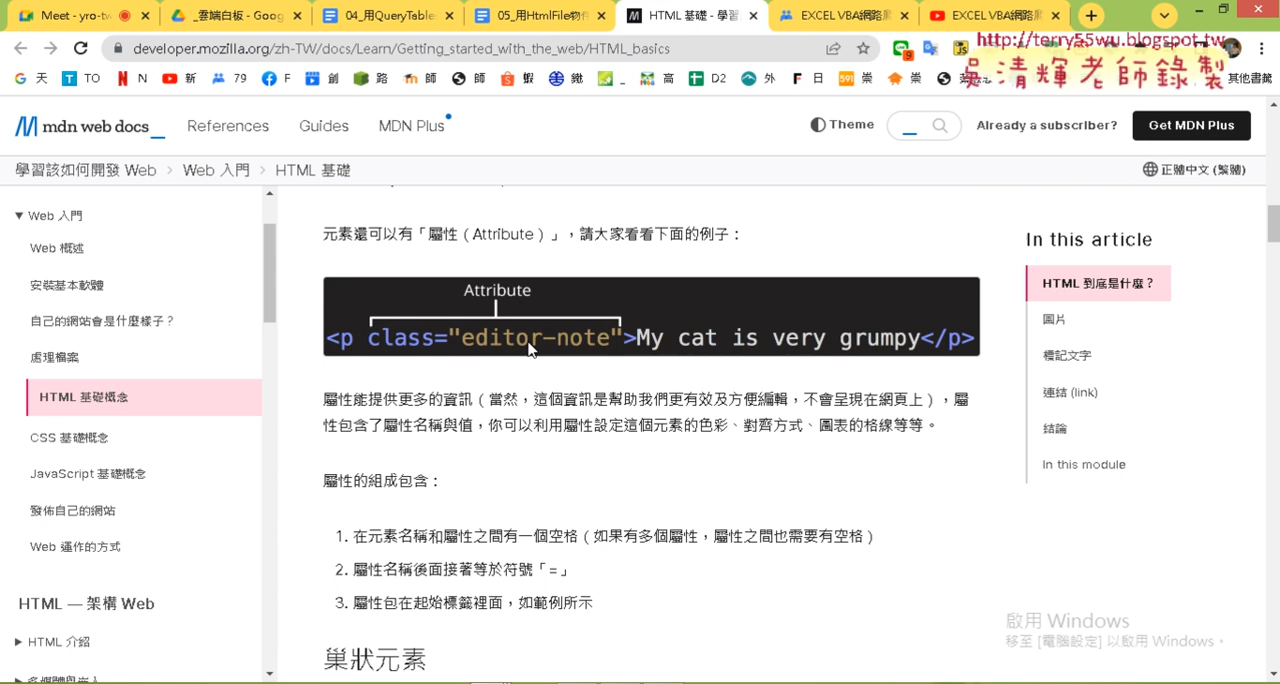 Meet - yro-tw
_雲端白板 - Goog
04_用QueryTable
05_用HtmlFile物件
HTML 基礎 - 學習
EXCEL VBA網路爬
EXCEL VBA網路爬
developer.mozilla.org/zh-TW/docs/Learn/Getting_started_with_the_web/HTML_basics
http://terry55wu.blogspot.tw
吳清輝老師錄製
天 TO N 新 79 F 創 路 師 師 蝦 鐵 _ 高 D2 外 日 崇 崇
其他書籤
mdn web docs_
References Guides MDN Plus
Theme
Already a subscriber?
Get MDN Plus
學習該如何開發 Web > Web 入門 > HTML 基礎
正體中文 (繁體)
▼ Web 入門
Web 概述
安裝基本軟體
自己的網站會是什麼樣子？
處理檔案
HTML 基礎概念
CSS 基礎概念
JavaScript 基礎概念
發佈自己的網站
Web 運作的方式
HTML — 架構 Web
▶ HTML 介紹
元素還可以有「屬性（Attribute）」，請大家看看下面的例子：
Attribute
<p class="editor-note">My cat is very grumpy</p>
屬性能提供更多的資訊（當然，這個資訊是幫助我們更有效及方便編輯，不會呈現在網頁上），屬
性包含了屬性名稱與值，你可以利用屬性設定這個元素的色彩、對齊方式、圖表的格線等等。
屬性的組成包含：
1. 在元素名稱和屬性之間有一個空格（如果有多個屬性，屬性之間也需要有空格）
2. 屬性名稱後面接著等於符號「=」
3. 屬性包在起始標籤裡面，如範例所示
巢狀元素
In this article
HTML 到底是什麼？
圖片
標記文字
連結 (link)
結論
In this module
啟用 Windows
移至 [電腦設定] 以啟用 Windows。